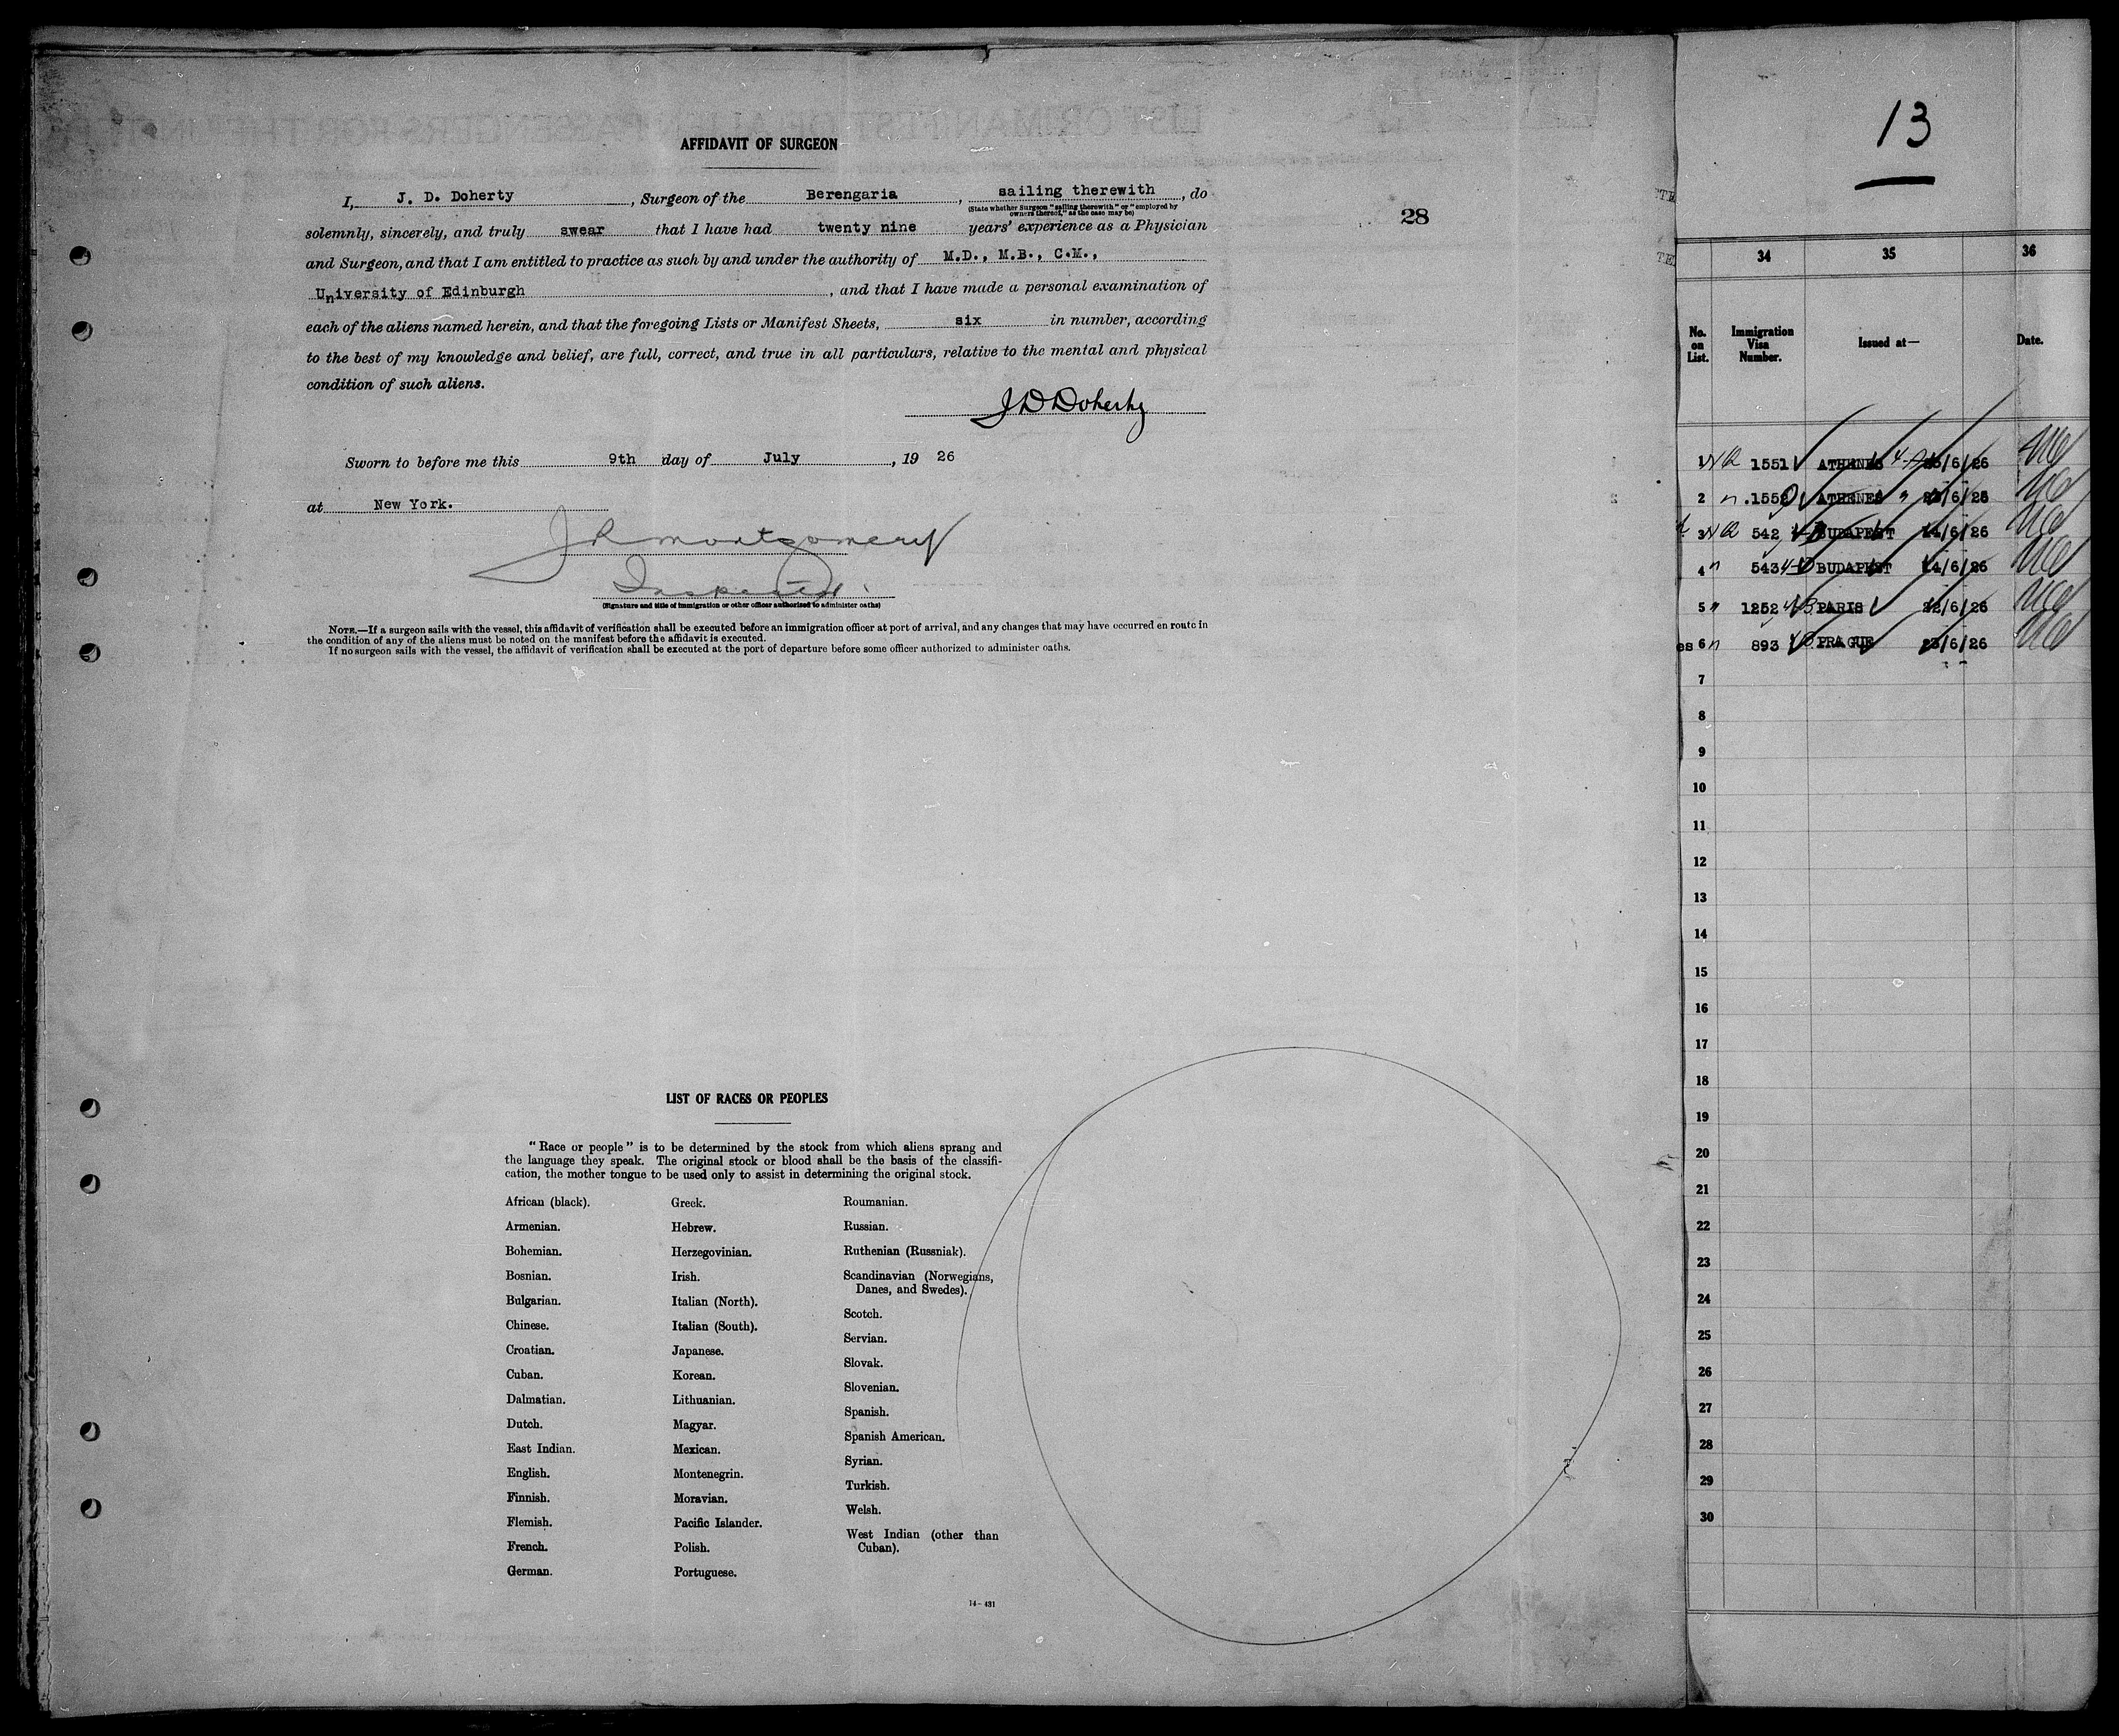 AFFIDAVIT OF SURGEON
I, J. D. Doherty, Surgeon of the Berengaria, sailing therewith, do
(State whether Surgeon "sailing therewith" or "employed by
owners thereof," as the case may be)
solemnly, sincerely, and truly swear that I have had twenty nine years' experience as a Physician
and Surgeon, and that I am entitled to practice as such by and under the authority of M.D., M.B., C.M.,
University of Edinburgh, and that I have made a personal examination of
each of the aliens named herein, and that the foregoing Lists or Manifest Sheets, six in number, according
to the best of my knowledge and belief, are full, correct, and true in all particulars, relative to the mental and physical
condition of such aliens.
J D Doherty
Sworn to before me this 9th day of July, 19 26
at New York.
J R Montgomery
Inspector
(Signature and title of immigration or other officer authorized to administer oaths)
NOTE.—If a surgeon sails with the vessel, this affidavit of verification shall be executed before an immigration officer at port of arrival, and any changes that may have occurred en route in
the condition of any of the aliens must be noted on the manifest before the affidavit is executed.
If no surgeon sails with the vessel, the affidavit of verification shall be executed at the port of departure before some officer authorized to administer oaths.
28
LIST OF RACES OR PEOPLES
"Race or people" is to be determined by the stock from which aliens sprang and
the language they speak. The original stock or blood shall be the basis of the classifi-
cation, the mother tongue to be used only to assist in determining the original stock.
African (black).
Armenian.
Bohemian.
Bosnian.
Bulgarian.
Chinese.
Croatian.
Cuban.
Dalmatian.
Dutch.
East Indian.
English.
Finnish.
Flemish.
French.
German.
Greek.
Hebrew.
Herzegovinian.
Irish.
Italian (North).
Italian (South).
Japanese.
Korean.
Lithuanian.
Magyar.
Mexican.
Montenegrin.
Moravian.
Pacific Islander.
Polish.
Portuguese.
Roumanian.
Russian.
Ruthenian (Russniak).
Scandinavian (Norwegians,
Danes, and Swedes).
Scotch.
Servian.
Slovak.
Slovenian.
Spanish.
Spanish American.
Syrian.
Turkish.
Welsh.
West Indian (other than
Cuban).
14-431
13
34 35 36
No. on List. Immigration Visa Number. Issued at— Date.
1 1551 ATHENES /6/26
2 1552 ATHENES /6/26
3 542 BUDAPEST 14/6/26
4 543 BUDAPEST 14/6/26
5 1252 PARIS 22/6/26
es 6 893 PRAGUE 23/6/26
7
8
9
10
11
12
13
14
15
16
17
18
19
20
21
22
23
24
25
26
27
28
29
30